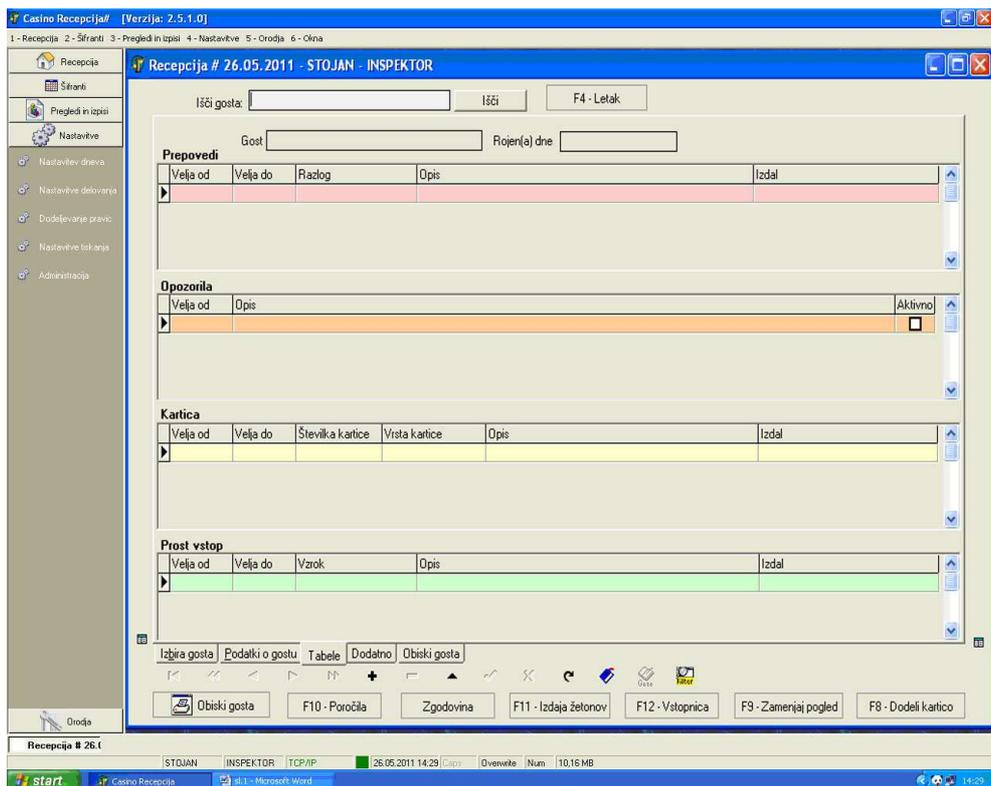 Casino Recepcija// [Verzija: 2.5.1.0]
1 - Recepcija 2 - Šifranti 3 - Pregledi in izpisi 4 - Nastavitve 5 - Orodja 6 - Okna
Recepcija
Šifranti
Pregledi in izpisi
Nastavitve
Nastavitev dneva
Nastavitve delovanja
Dodeljevanje pravic
Nastavitve tiskanja
Administracija
Recepcija # 26.05.2011 - STOJAN - INSPEKTOR
Išči gosta: Išči F4 - Letak
Gost Rojen(a) dne
Prepovedi
Velja od Velja do Razlog Opis Izdal
Opozorila
Velja od Opis Aktivno
Kartica
Velja od Velja do Številka kartice Vrsta kartice Opis Izdal
Prost vstop
Velja od Velja do Vzrok Opis Izdal
Izbira gosta Podatki o gostu Tabele Dodatno Obiski gosta
Filter
Obiski gosta F10 - Poročila Zgodovina F11 - Izdaja žetonov F12 - Vstopnica F9 - Zamenjaj pogled F8 - Dodeli kartico
Orodja
Recepcija # 26.(
STOJAN INSPEKTOR TCP/IP 26.05.2011 14:29 Caps Overwrite Num 10,16 MB
start Casino Recepcija sl.1 - Microsoft Word 14:29